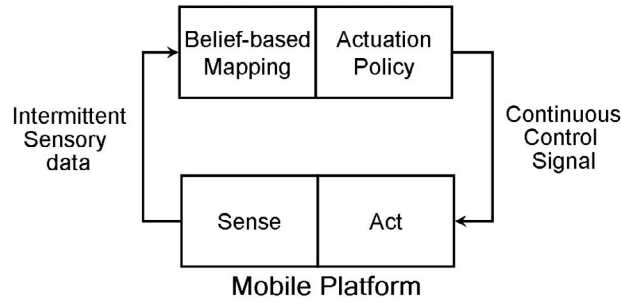 Belief-based
Mapping
Actuation
Policy
Intermittent
Sensory
data
Continuous
Control
Signal
Sense
Act
Mobile Platform